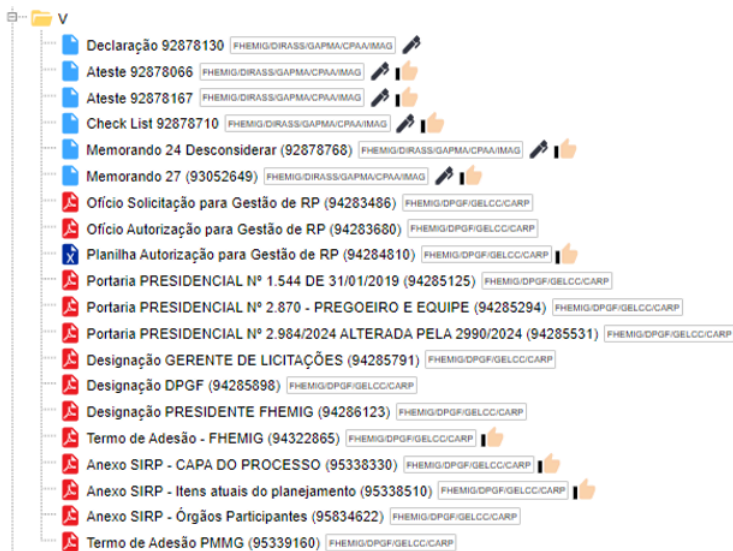 V
Declaração 92878130 FHEMIG/DIRASS/GAPMA/CPAA/IMAG
Ateste 92878066 FHEMIG/DIRASS/GAPMA/CPAA/IMAG
Ateste 92878167 FHEMIG/DIRASS/GAPMA/CPAA/IMAG
Check List 92878710 FHEMIG/DIRASS/GAPMA/CPAA/IMAG
Memorando 24 Desconsiderar (92878768) FHEMIG/DIRASS/GAPMA/CPAA/IMAG
Memorando 27 (93052649) FHEMIG/DIRASS/GAPMA/CPAA/IMAG
Ofício Solicitação para Gestão de RP (94283486) FHEMIG/DPGF/GELCC/CARP
Ofício Autorização para Gestão de RP (94283680) FHEMIG/DPGF/GELCC/CARP
Planilha Autorização para Gestão de RP (94284810) FHEMIG/DPGF/GELCC/CARP
Portaria PRESIDENCIAL Nº 1.544 DE 31/01/2019 (94285125) FHEMIG/DPGF/GELCC/CARP
Portaria PRESIDENCIAL Nº 2.870 - PREGOEIRO E EQUIPE (94285294) FHEMIG/DPGF/GELCC/CARP
Portaria PRESIDENCIAL Nº 2.984/2024 ALTERADA PELA 2990/2024 (94285531) FHEMIG/DPGF/GELCC/CARP
Designação GERENTE DE LICITAÇÕES (94285791) FHEMIG/DPGF/GELCC/CARP
Designação DPGF (94285898) FHEMIG/DPGF/GELCC/CARP
Designação PRESIDENTE FHEMIG (94286123) FHEMIG/DPGF/GELCC/CARP
Termo de Adesão - FHEMIG (94322865) FHEMIG/DPGF/GELCC/CARP
Anexo SIRP - CAPA DO PROCESSO (95338330) FHEMIG/DPGF/GELCC/CARP
Anexo SIRP - Itens atuais do planejamento (95338510) FHEMIG/DPGF/GELCC/CARP
Anexo SIRP - Órgãos Participantes (95834622) FHEMIG/DPGF/GELCC/CARP
Termo de Adesão PMMG (95339160) FHEMIG/DPGF/GELCC/CARP